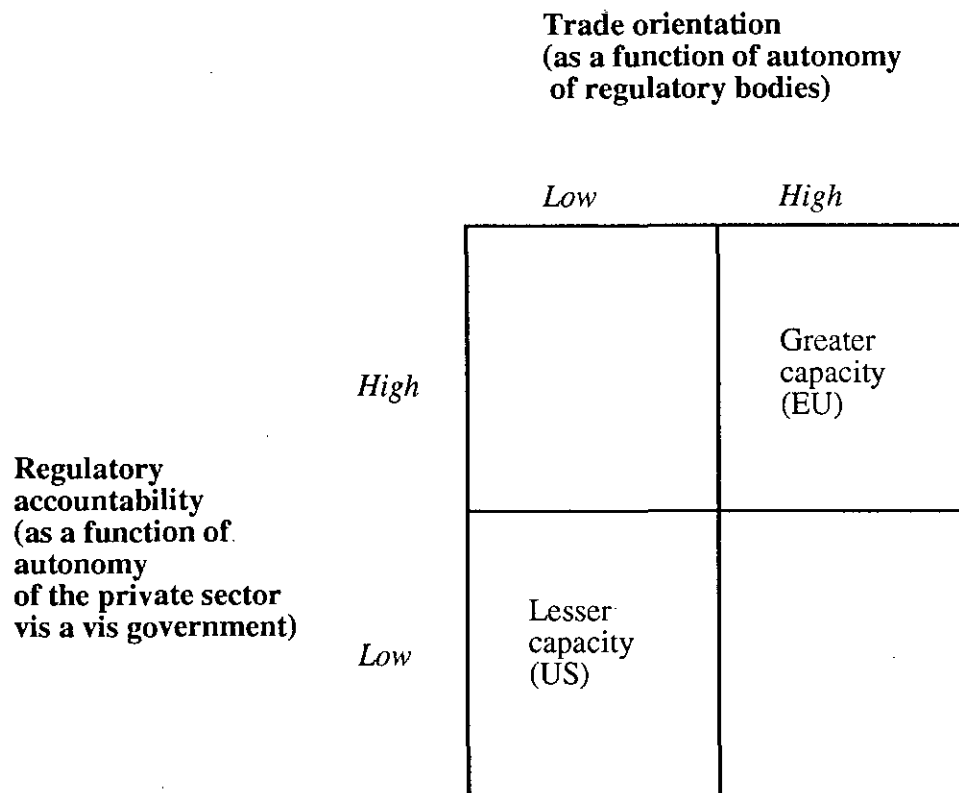 Trade orientation
(as a function of autonomy
of regulatory bodies)
Low
High
Greater
capacity
(EU)
High
Regulatory
accountability
(as a function of
autonomy
of the private sector
vis a vis government)
Lesser
capacity
(US)
Low